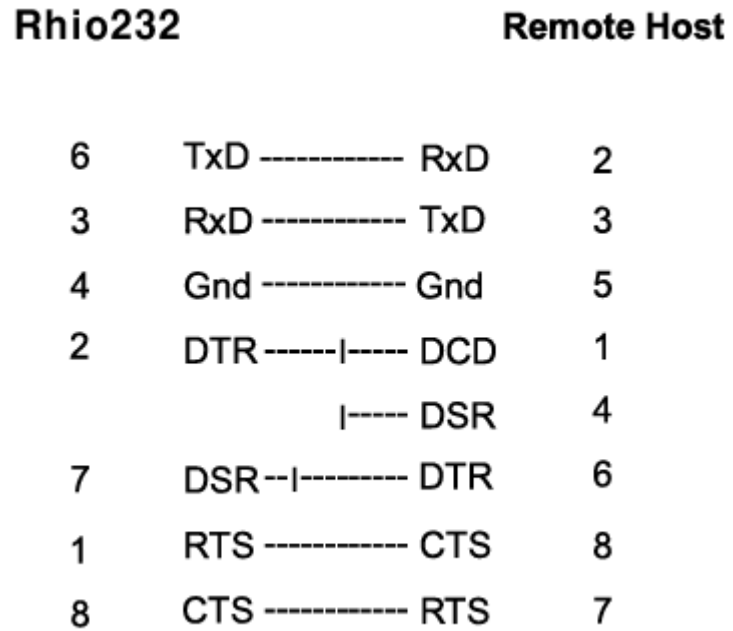 Rhio232 Remote Host
6 TxD ------------ RxD 2
3 RxD ------------ TxD 3
4 Gnd ------------ Gnd 5
2 DTR ------|----- DCD 1
|----- DSR 4
7 DSR --|--------- DTR 6
1 RTS ------------ CTS 8
8 CTS ------------ RTS 7